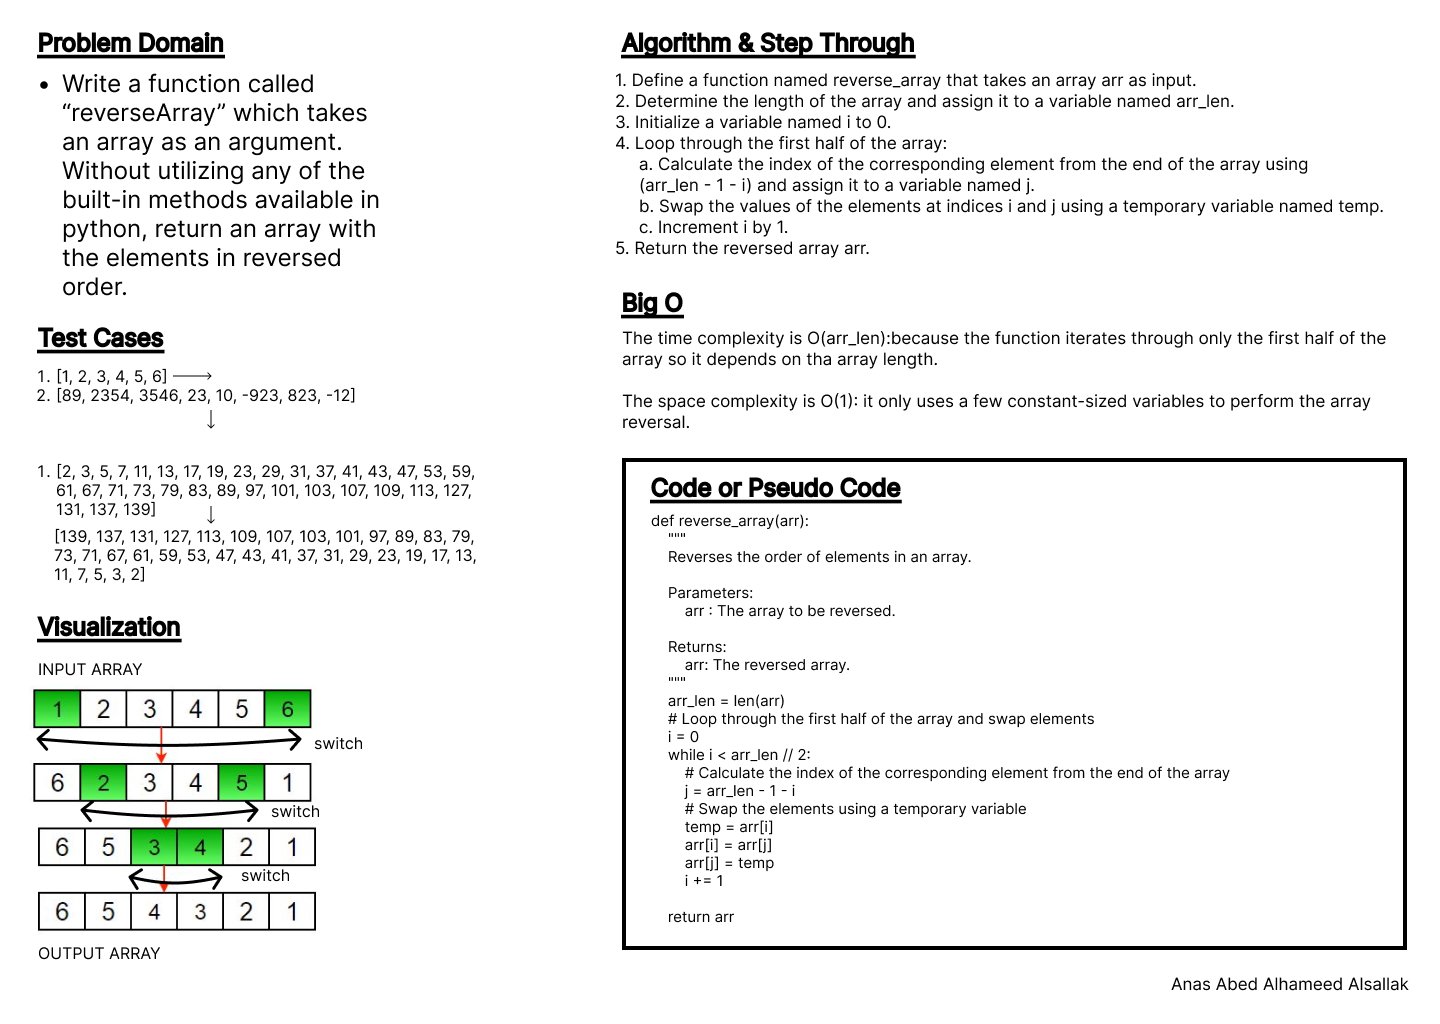 Problem Domain
• Write a function called
“reverseArray” which takes
an array as an argument.
Without utilizing any of the
built-in methods available in
python, return an array with
the elements in reversed
order.
Test Cases
1. [1, 2, 3, 4, 5, 6]
2. [89, 2354, 3546, 23, 10, -923, 823, -12]
1. [2, 3, 5, 7, 11, 13, 17, 19, 23, 29, 31, 37, 41, 43, 47, 53, 59,
61, 67, 71, 73, 79, 83, 89, 97, 101, 103, 107, 109, 113, 127,
131, 137, 139]
[139, 137, 131, 127, 113, 109, 107, 103, 101, 97, 89, 83, 79,
73, 71, 67, 61, 59, 53, 47, 43, 41, 37, 31, 29, 23, 19, 17, 13,
11, 7, 5, 3, 2]
Visualization
INPUT ARRAY
1 2 3 4 5 6
switch
6 2 3 4 5 1
switch
6 5 3 4 2 1
switch
6 5 4 3 2 1
OUTPUT ARRAY
Algorithm & Step Through
1. Define a function named reverse_array that takes an array arr as input.
2. Determine the length of the array and assign it to a variable named arr_len.
3. Initialize a variable named i to 0.
4. Loop through the first half of the array:
a. Calculate the index of the corresponding element from the end of the array using
(arr_len - 1 - i) and assign it to a variable named j.
b. Swap the values of the elements at indices i and j using a temporary variable named temp.
c. Increment i by 1.
5. Return the reversed array arr.
Big O
The time complexity is O(arr_len):because the function iterates through only the first half of the
array so it depends on tha array length.
The space complexity is O(1): it only uses a few constant-sized variables to perform the array
reversal.
Code or Pseudo Code
def reverse_array(arr):
"""
Reverses the order of elements in an array.
Parameters:
arr : The array to be reversed.
Returns:
arr: The reversed array.
"""
arr_len = len(arr)
# Loop through the first half of the array and swap elements
i = 0
while i < arr_len // 2:
# Calculate the index of the corresponding element from the end of the array
j = arr_len - 1 - i
# Swap the elements using a temporary variable
temp = arr[i]
arr[i] = arr[j]
arr[j] = temp
i += 1
return arr
Anas Abed Alhameed Alsallak